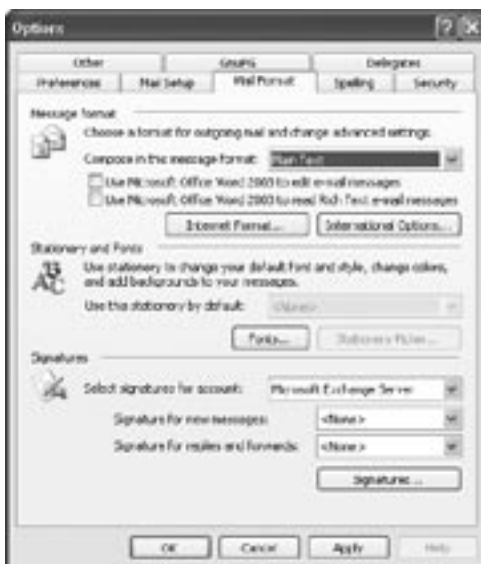 Options
Other GnuPG Delegates
Preferences Mail Setup Mail Format Spelling Security
Message format
Choose a format for outgoing mail and change advanced settings.
Compose in this message format: Plain Text
Use Microsoft Office Word 2003 to edit e-mail messages
Use Microsoft Office Word 2003 to read Rich Text e-mail messages
Internet Format... International Options...
Stationery and Fonts
Use stationery to change your default font and style, change colors,
and add backgrounds to your messages.
Use this stationery by default: <None>
Fonts... Stationery Picker...
Signatures
Select signatures for account: Microsoft Exchange Server
Signature for new messages: <None>
Signature for replies and forwards: <None>
Signatures...
OK Cancel Apply Help